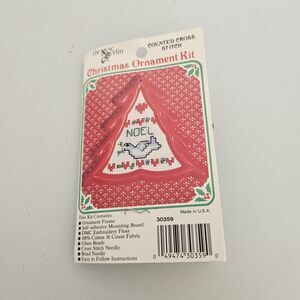 COUNTED CROSS
STITCH
Christmas Ornament Kit
NOEL
This Kit Contains:
Ornament Frame
Self-adhesive Mounting Board
DMC Embroidery Floss
100% Cotton 18 Count Fabric
Glass Beads
Cross Stitch Needle
Bead Needle
Easy to Follow Instructions
30359
Made in U.S.A.
0 49474 30359 0